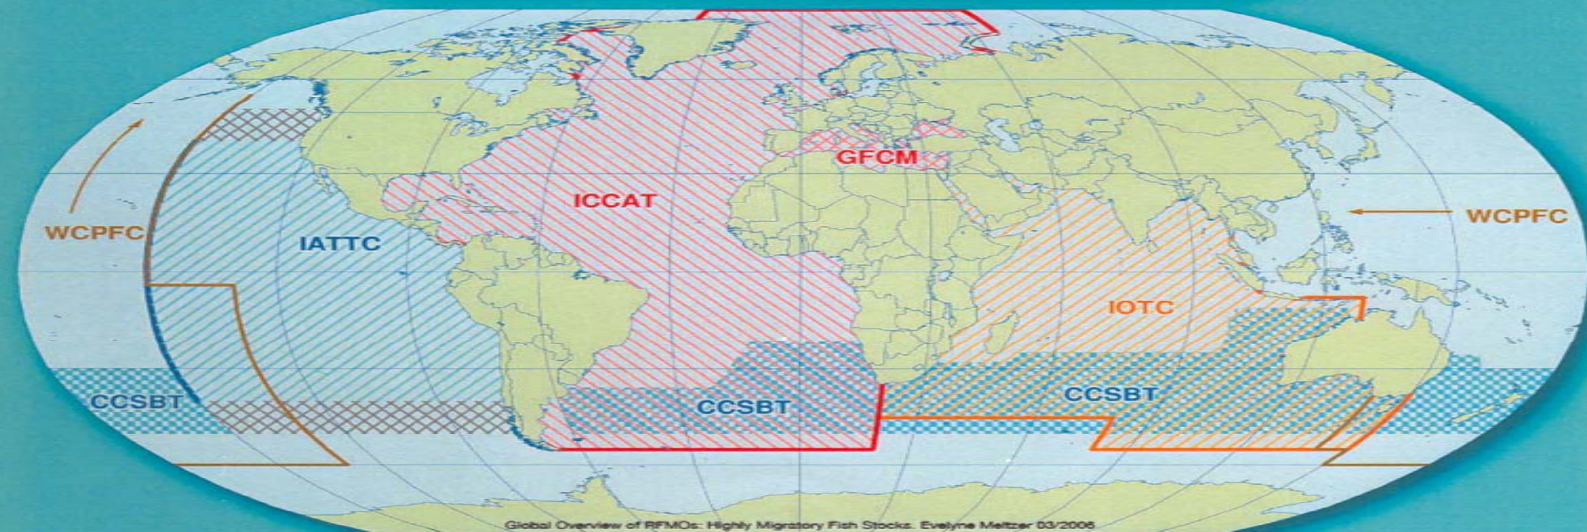 GFCM
ICCAT
WCPFC
WCPFC
IATTC
IOTC
CCSBT
CCSBT
CCSBT
Global Overview of RFMOs: Highly Migratory Fish Stocks. Evelyne Meltzer 03/2006